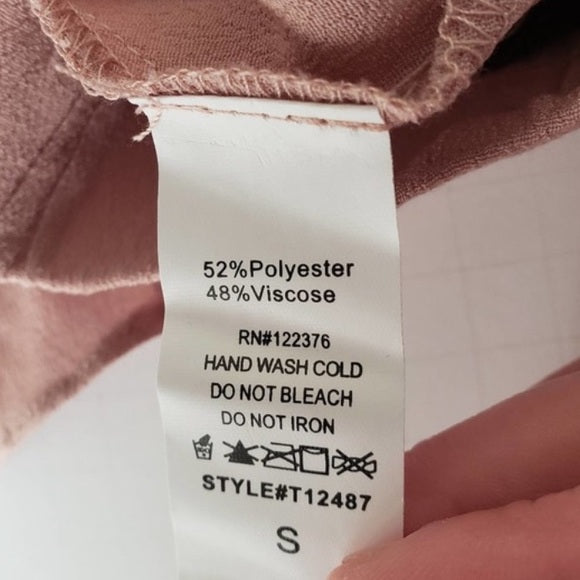 52%Polyester
48%Viscose
RN#122376
HAND WASH COLD
DO NOT BLEACH
DO NOT IRON
STYLE#T12487
S